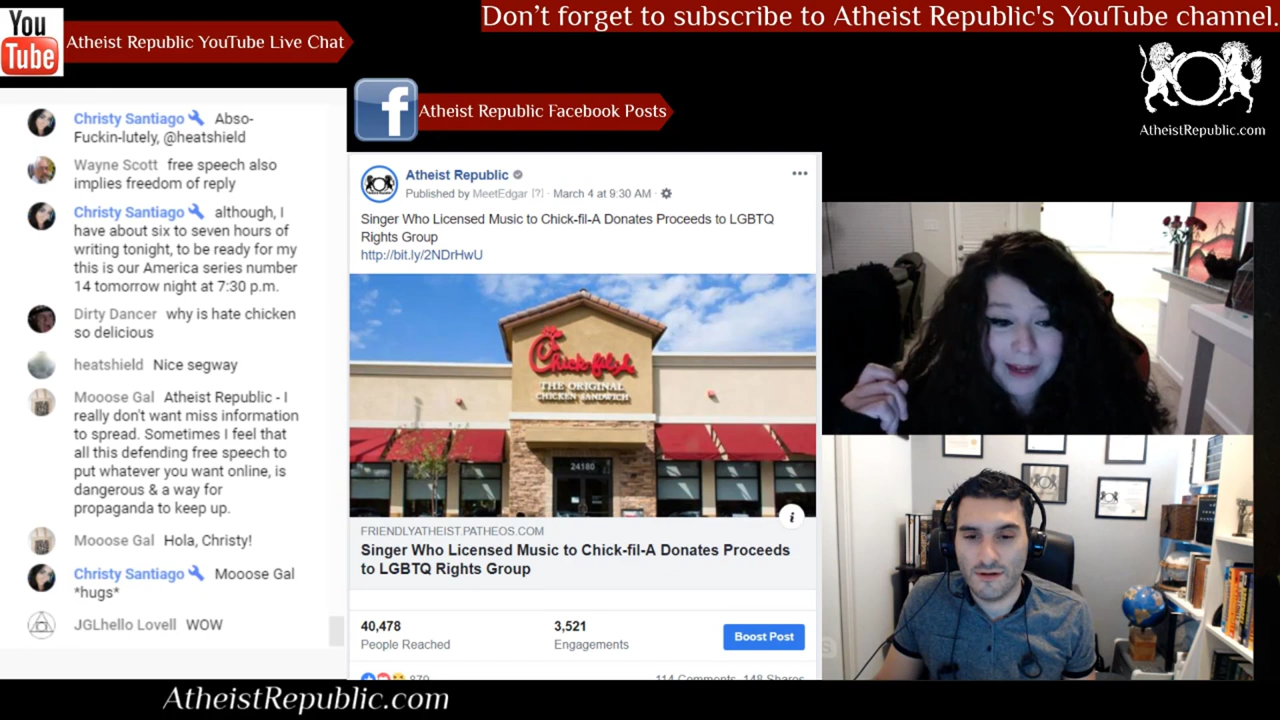 Don't forget to subscribe to Atheist Republic's YouTube channel.
You
Tube
Atheist Republic YouTube Live Chat
AtheistRepublic.com
f
Atheist Republic Facebook Posts
Christy Santiago Abso-
Fuckin-lutely, @heatshield
Wayne Scott free speech also
implies freedom of reply
Christy Santiago although, I
have about six to seven hours of
writing tonight, to be ready for my
this is our America series number
14 tomorrow night at 7:30 p.m.
Dirty Dancer why is hate chicken
so delicious
heatshield Nice segway
Mooose Gal Atheist Republic - I
really don't want miss information
to spread. Sometimes I feel that
all this defending free speech to
put whatever you want online, is
dangerous & a way for
propaganda to keep up.
Mooose Gal Hola, Christy!
Christy Santiago Mooose Gal
*hugs*
JGLhello Lovell WOW
Atheist Republic
Published by MeetEdgar [?] · March 4 at 9:30 AM ·
Singer Who Licensed Music to Chick-fil-A Donates Proceeds to LGBTQ
Rights Group
http://bit.ly/2NDrHwU
Chick-fil-A
THE ORIGINAL
CHICKEN SANDWICH
24180
FRIENDLYATHEIST.PATHEOS.COM
Singer Who Licensed Music to Chick-fil-A Donates Proceeds
to LGBTQ Rights Group
40,478
People Reached
3,521
Engagements
Boost Post
870
114 Comments 148 Shares
AtheistRepublic.com